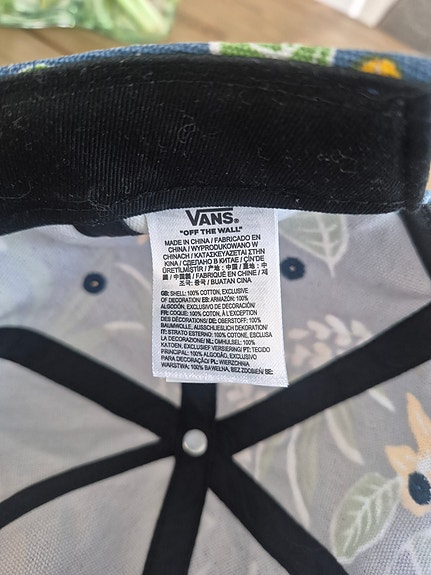 VANS
"OFF THE WALL"
MADE IN CHINA / FABRICADO EN
CHINA / WYPRODUKOWANO W
CHINACH / ΚΑΤΑΣΚΕΥΑΖΕΤΑΙ ΣΤΗΝ
ΚΙΝΑ / СДЕЛАНО В КИТАЕ / ÇİN'DE
ÜRETİLMİŞTİR / 产地: 中国 / 產地: 中
國 / 中国製 / FABRIQUÉ EN CHINE / 제
조국: 중국 / BUATAN CINA
GB: SHELL: 100% COTTON, EXCLUSIVE
OF DECORATION/ ES: ARMAZÓN: 100%
ALGODÓN, EXCLUSIVO DE DECORACIÓN/
FR: COQUE: 100% COTON, À L'EXCEPTION
DES DÉCORATIONS/ DE: OBERSTOFF: 100%
BAUMWOLLE, AUSSCHLIESSLICH DEKORATION/
IT: STRATO ESTERNO: 100% COTONE, ESCLUSA
LA DECORAZIONE/ NL: OMHULSEL: 100%
KATOEN, EXCLUSIEF VERSIERING/ PT: TECIDO
PRINCIPAL: 100% ALGODÃO, EXCLUSIVO
PARA DECORAÇÃO/ PL: WIERZCHNIA
WARSTWA: 100% BAWEŁNA, BEZ ZDOBIEŃ/ SE: